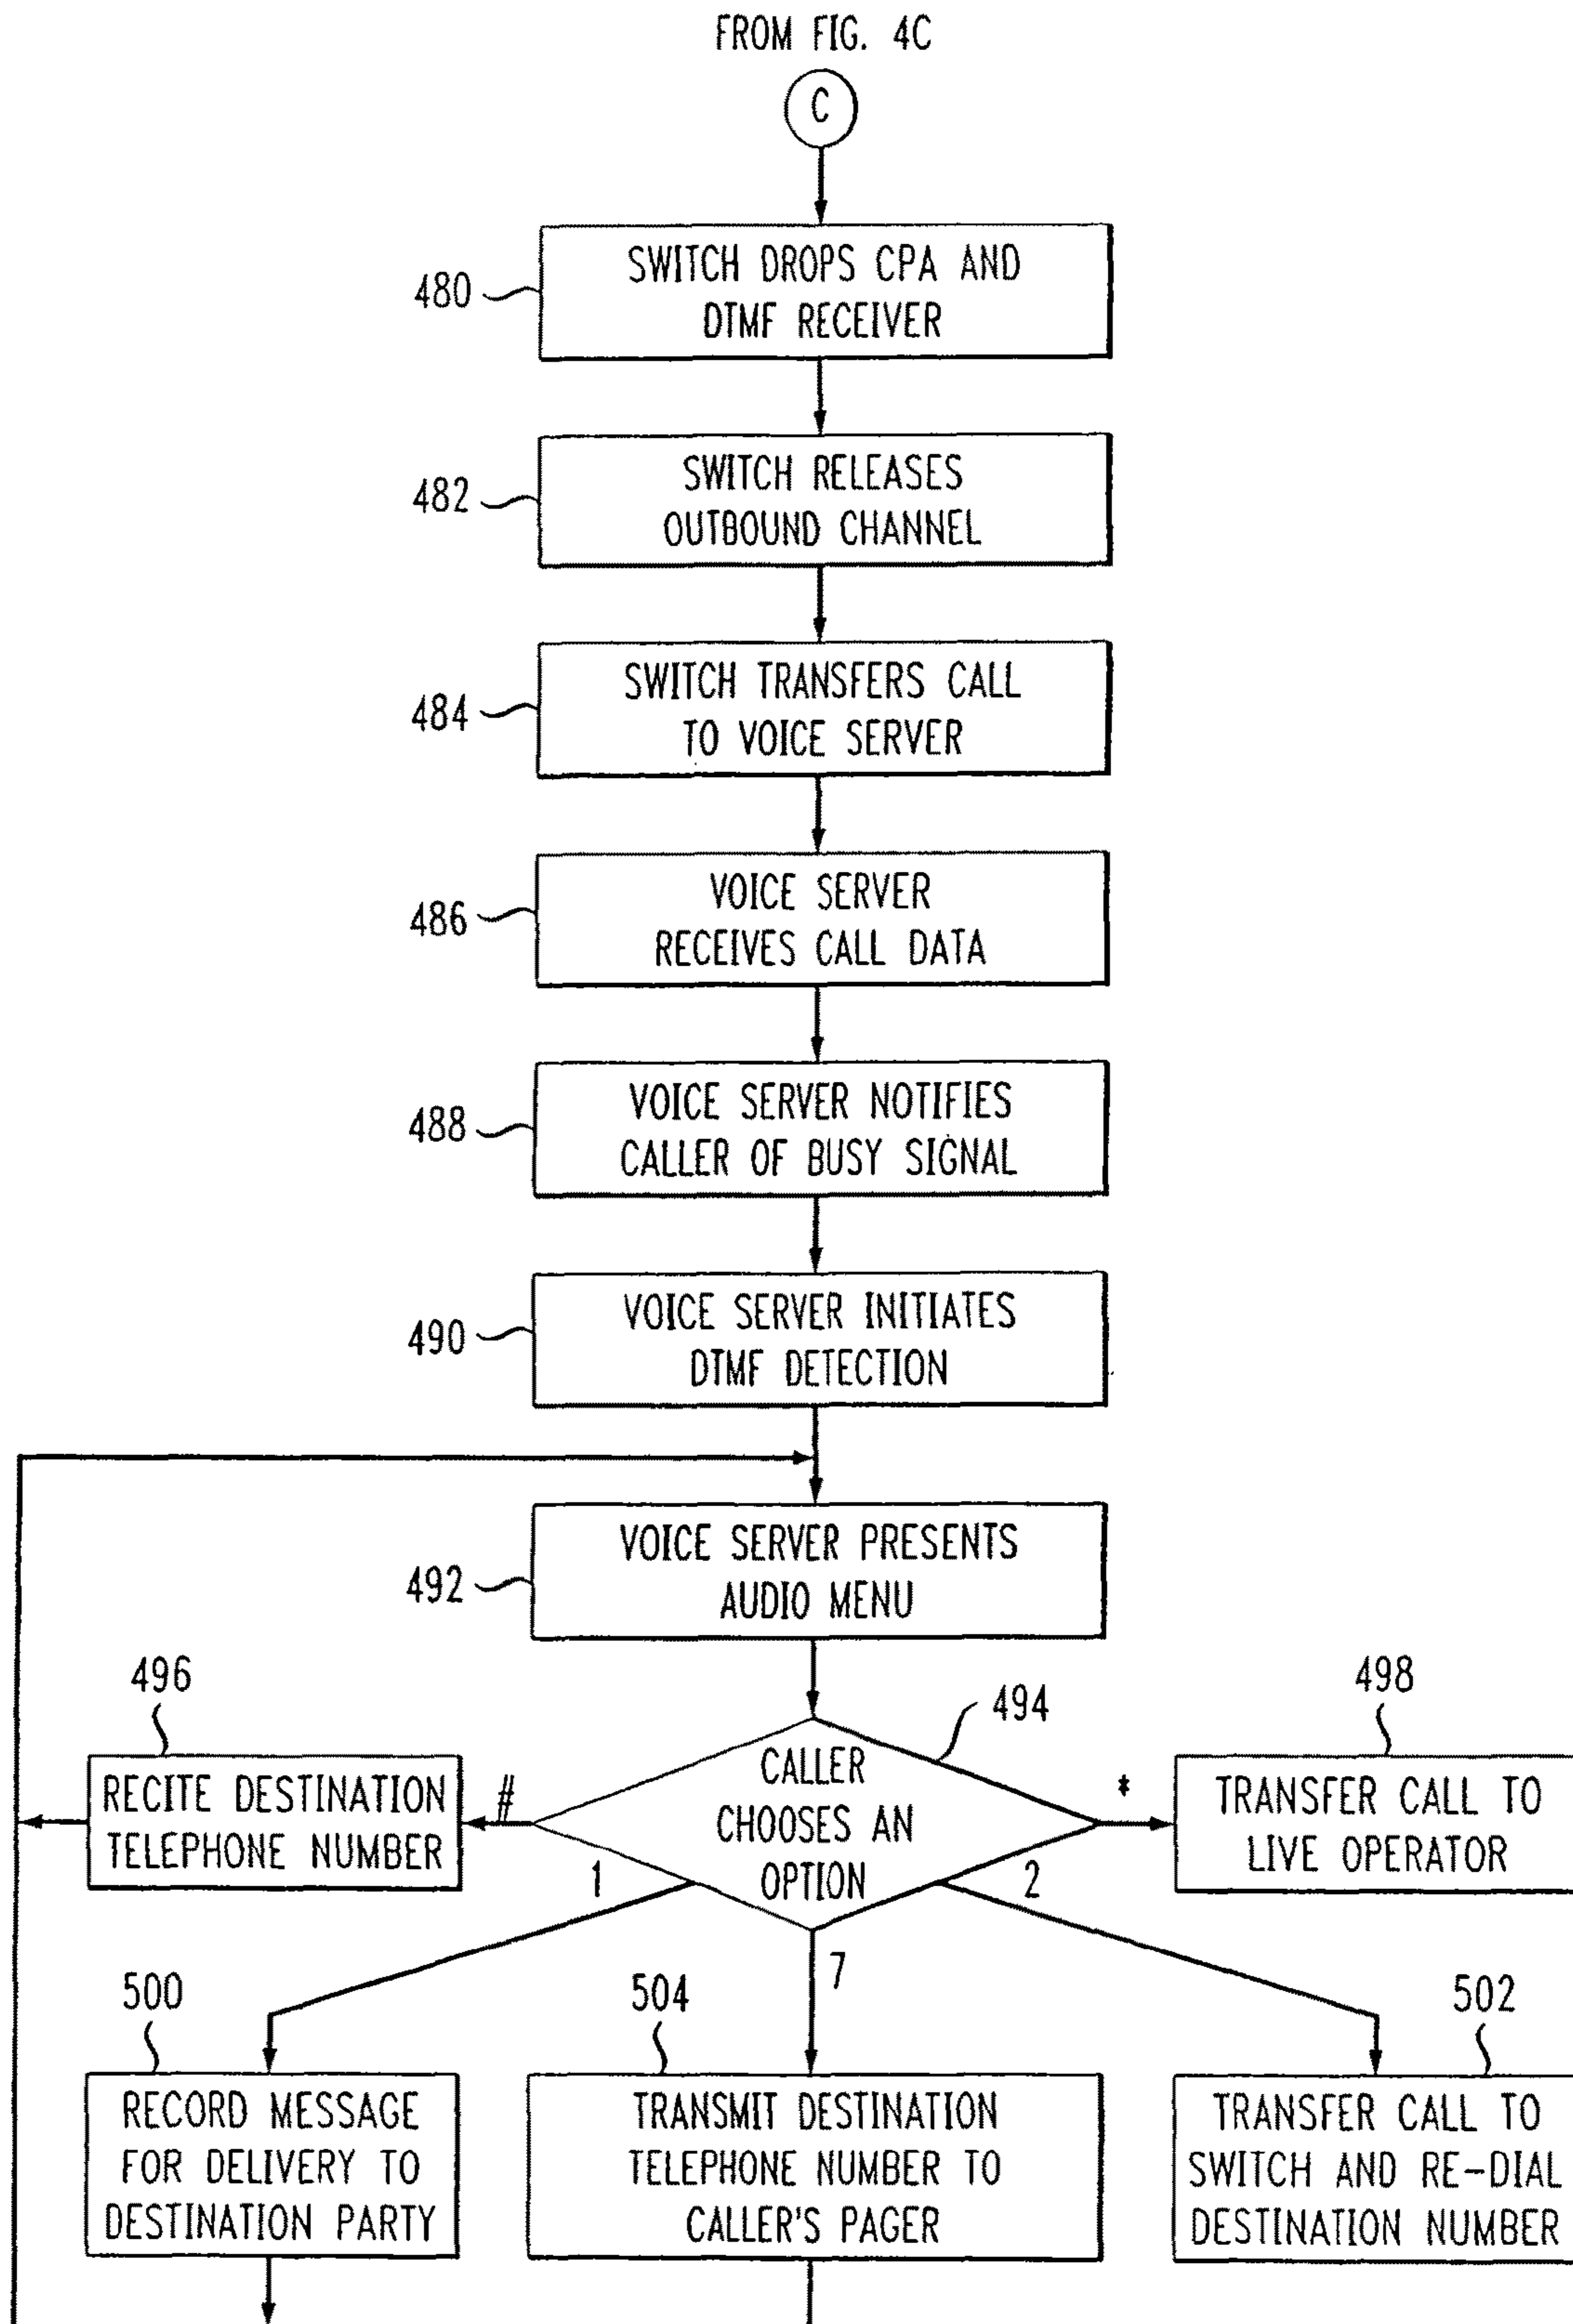 FROM FIG. 4C
C
480
SWITCH DROPS CPA AND
DTMF RECEIVER
482
SWITCH RELEASES
OUTBOUND CHANNEL
484
SWITCH TRANSFERS CALL
TO VOICE SERVER
486
VOICE SERVER
RECEIVES CALL DATA
488
VOICE SERVER NOTIFIES
CALLER OF BUSY SIGNAL
490
VOICE SERVER INITIATES
DTMF DETECTION
492
VOICE SERVER PRESENTS
AUDIO MENU
496
494
498
RECITE DESTINATION
TELEPHONE NUMBER
#
CALLER
CHOOSES AN
OPTION
*
TRANSFER CALL TO
LIVE OPERATOR
1
2
7
500
504
502
RECORD MESSAGE
FOR DELIVERY TO
DESTINATION PARTY
TRANSMIT DESTINATION
TELEPHONE NUMBER TO
CALLER'S PAGER
TRANSFER CALL TO
SWITCH AND RE-DIAL
DESTINATION NUMBER